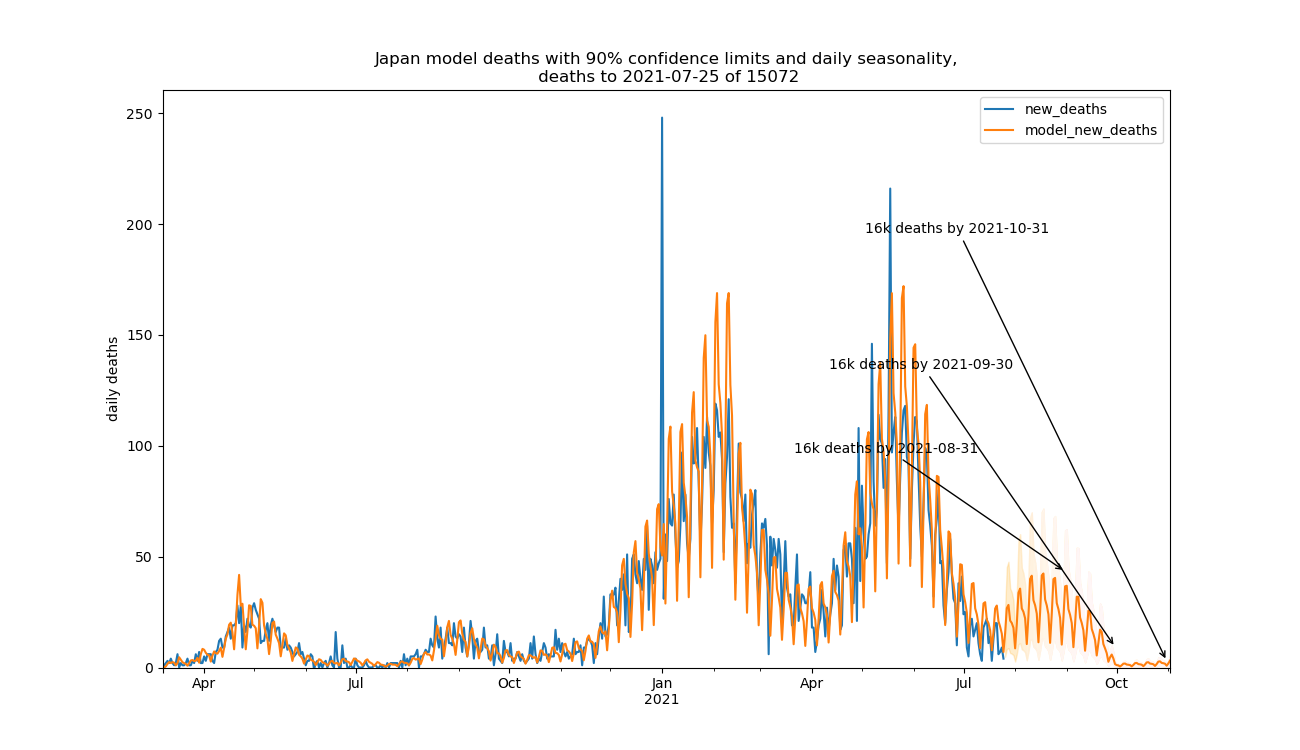 Japan model deaths with 90% confidence limits and daily seasonality,
deaths to 2021-07-25 of 15072
new_deaths
model_new_deaths
250
200
150
100
50
0
daily deaths
16k deaths by 2021-10-31
16k deaths by 2021-09-30
16k deaths by 2021-08-31
Apr
Jul
Oct
Jan
2021
Apr
Jul
Oct